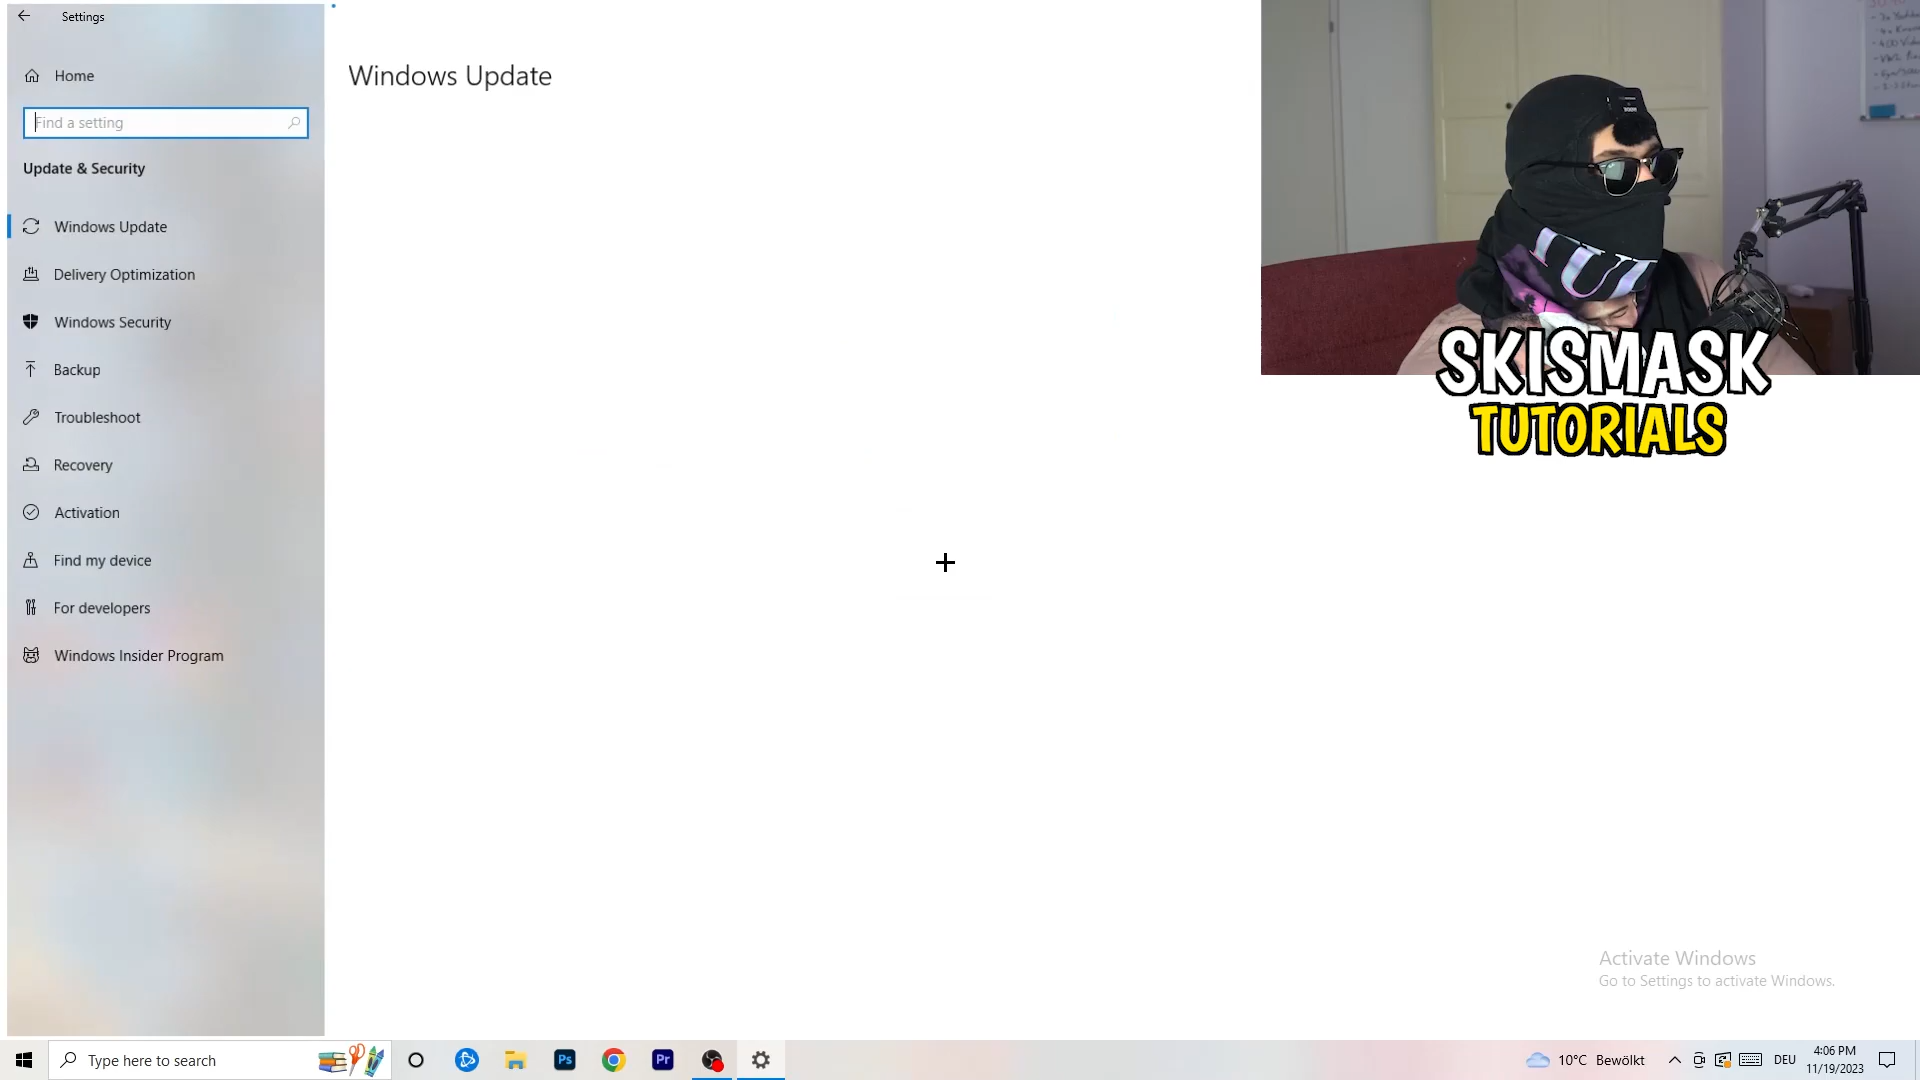 Settings
Home
Find a setting
Update & Security
Windows Update
Delivery Optimization
Windows Security
Backup
Troubleshoot
Recovery
Activation
Find my device
For developers
Windows Insider Program
Windows Update
SKISMASK
TUTORIALS
Activate Windows
Go to Settings to activate Windows.
Type here to search
Ps
Pr
10°C Bewölkt
DEU
4:06 PM
11/19/2023